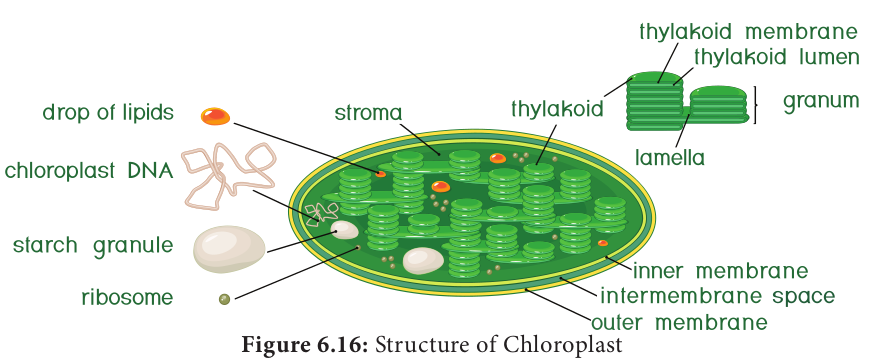 thylakoid membrane
thylakoid lumen
drop of lipids
stroma
thylakoid
granum
chloroplast DNA
lamella
starch granule
ribosome
inner membrane
intermembrane space
outer membrane
Figure 6.16: Structure of Chloroplast